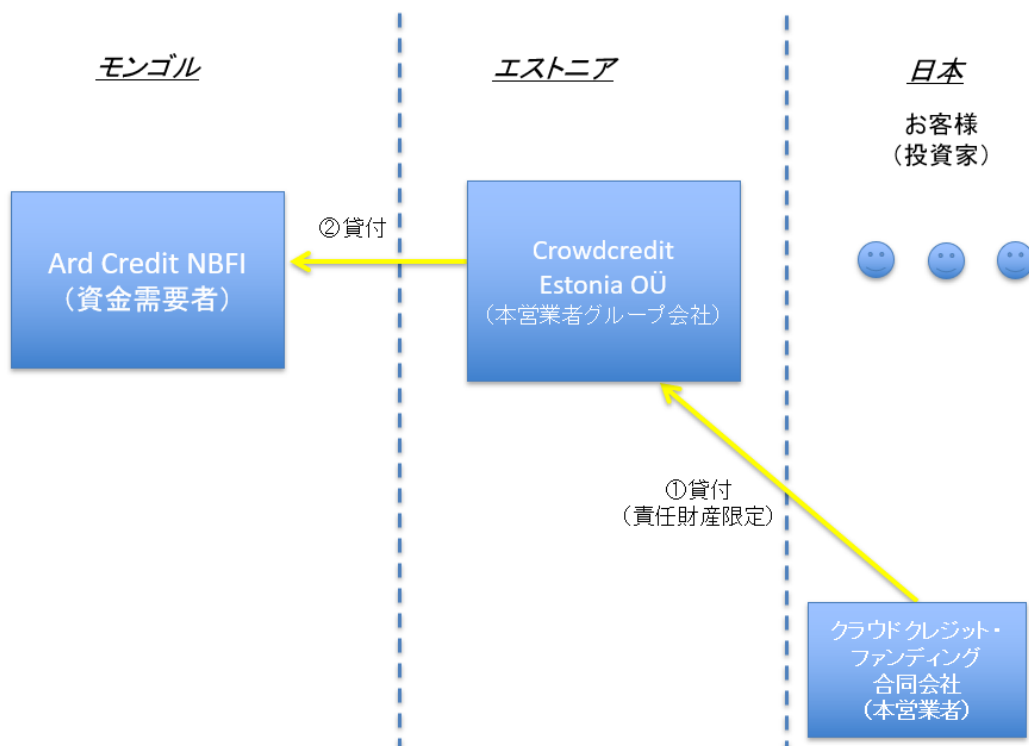 モンゴル
エストニア
日本
お客様
（投資家）
Ard Credit NBFI
（資金需要者）
②貸付
Crowdcredit
Estonia OÜ
（本営業者グループ会社）
①貸付
（責任財産限定）
クラウドクレジット・
ファンディング
合同会社
（本営業者）